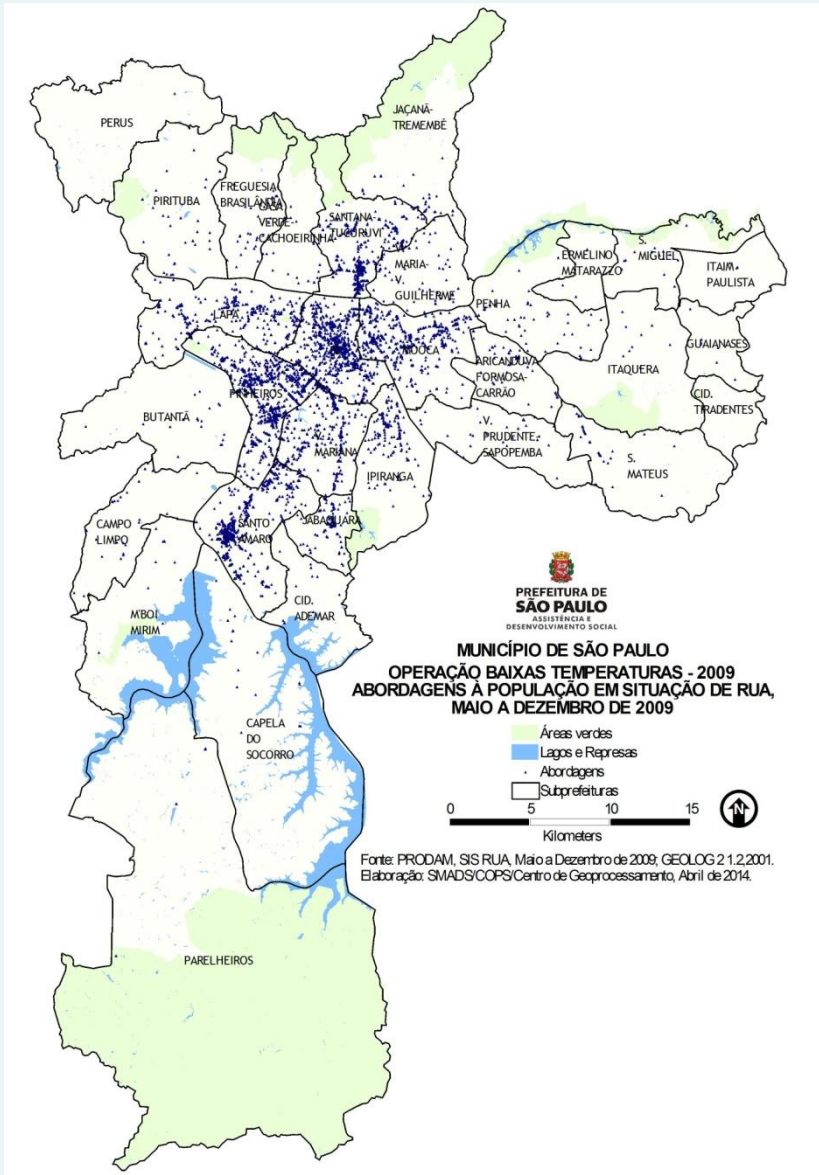 PERUS
JAÇANÃ-
TREMEMBÉ
PIRITUBA
FREGUESIA-
BRASILÂNDIA
CASA
VERDE-
CACHOEIRINHA
SANTANA-
TUCURUVI
MARIA-
V.
GUILHERME
ERMELINO
MATARAZZO
S.
MIGUEL
ITAIM
PAULISTA
PENHA
LAPA
MOOCA
ARICANDUVA-
FORMOSA-
CARRÃO
ITAQUERA
GUAIANASES
CID.
TIRADENTES
PINHEIROS
BUTANTÃ
V.
MARIANA
IPIRANGA
V.
PRUDENTE-
SAPOPEMBA
S.
MATEUS
CAMPO
LIMPO
SANTO
AMARO
JABAQUARA
CID.
ADEMAR
M'BOI
MIRIM
CAPELA
DO
SOCORRO
PARELHEIROS
PREFEITURA DE
SÃO PAULO
ASSISTÊNCIA E
DESENVOLVIMENTO SOCIAL
MUNICÍPIO DE SÃO PAULO
OPERAÇÃO BAIXAS TEMPERATURAS - 2009
ABORDAGENS À POPULAÇÃO EM SITUAÇÃO DE RUA,
MAIO A DEZEMBRO DE 2009
Áreas verdes
Lagos e Represas
Abordagens
Subprefeituras
0 5 10 15
Kilometers
N
Fonte: PRODAM, SIS RUA, Maio a Dezembro de 2009; GEOLOG 2 1.2,2001.
Elaboração: SMADS/COPS/Centro de Geoprocessamento, Abril de 2014.